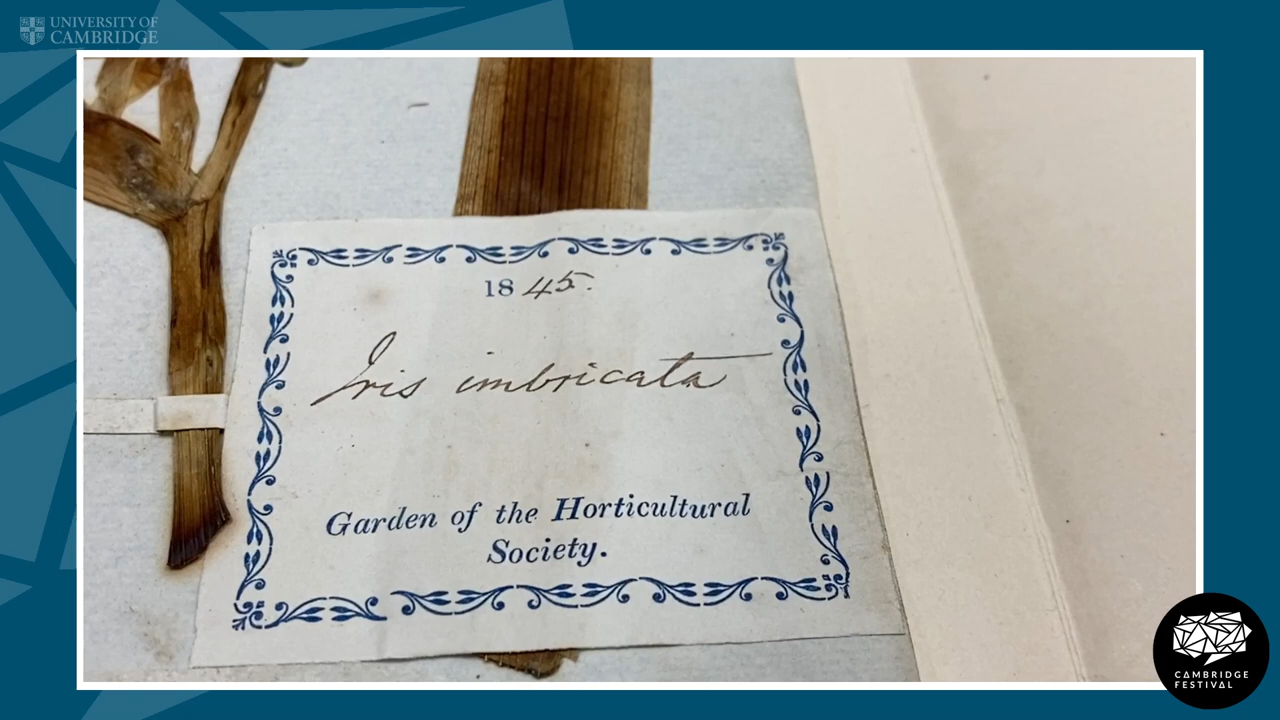 UNIVERSITY OF
CAMBRIDGE
1845.
Iris imbricata
Garden of the Horticultural
Society.
CAMBRIDGE
FESTIVAL